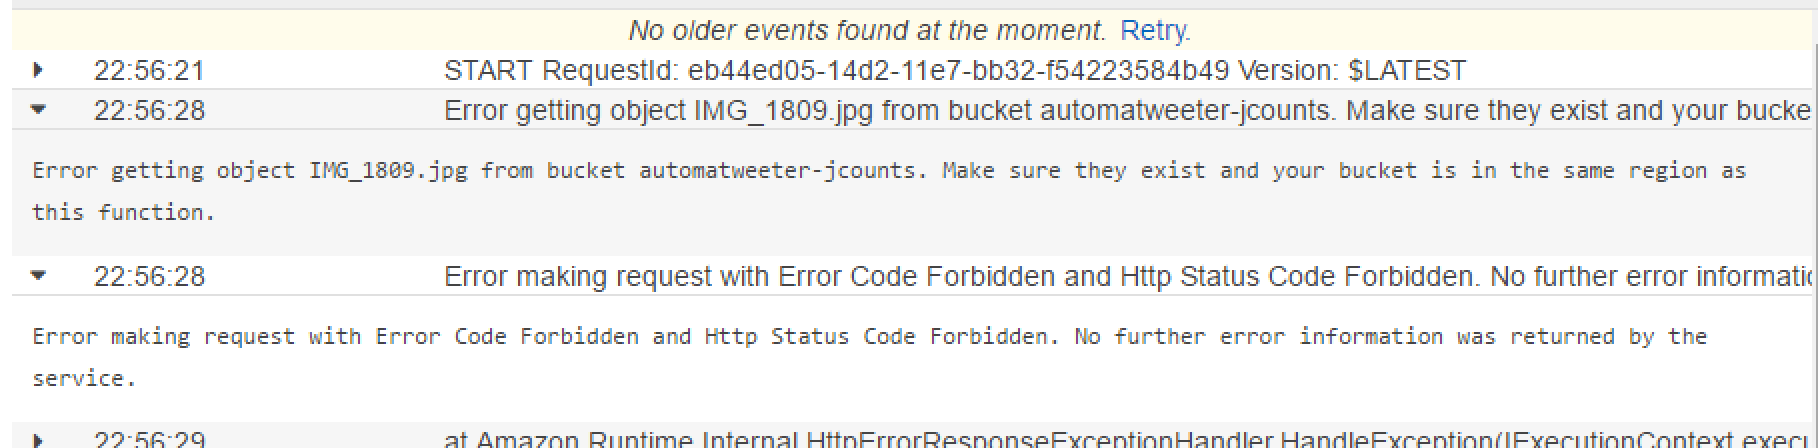 No older events found at the moment. Retry.
22:56:21 START RequestId: eb44ed05-14d2-11e7-bb32-f54223584b49 Version: $LATEST
22:56:28 Error getting object IMG_1809.jpg from bucket automatweeter-jcounts. Make sure they exist and your bucke
Error getting object IMG_1809.jpg from bucket automatweeter-jcounts. Make sure they exist and your bucket is in the same region as
this function.
22:56:28 Error making request with Error Code Forbidden and Http Status Code Forbidden. No further error informatic
Error making request with Error Code Forbidden and Http Status Code Forbidden. No further error information was returned by the
service.
22:56:29 at Amazon.Runtime.Internal.HttpErrorResponseExceptionHandler.HandleException(IExecutionContext execu